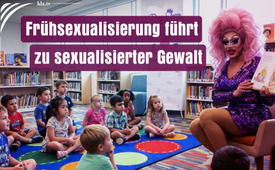 kla.tv
Frühsexualisierung führt
zu sexualisierter Gewalt